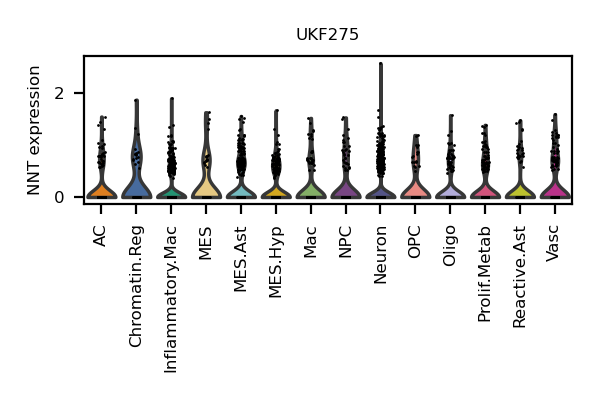 UKF275
NNT expression
2
0
AC
Chromatin.Reg
Inflammatory.Mac
MES
MES.Ast
MES.Hyp
Mac
NPC
Neuron
OPC
Oligo
Prolif.Metab
Reactive.Ast
Vasc